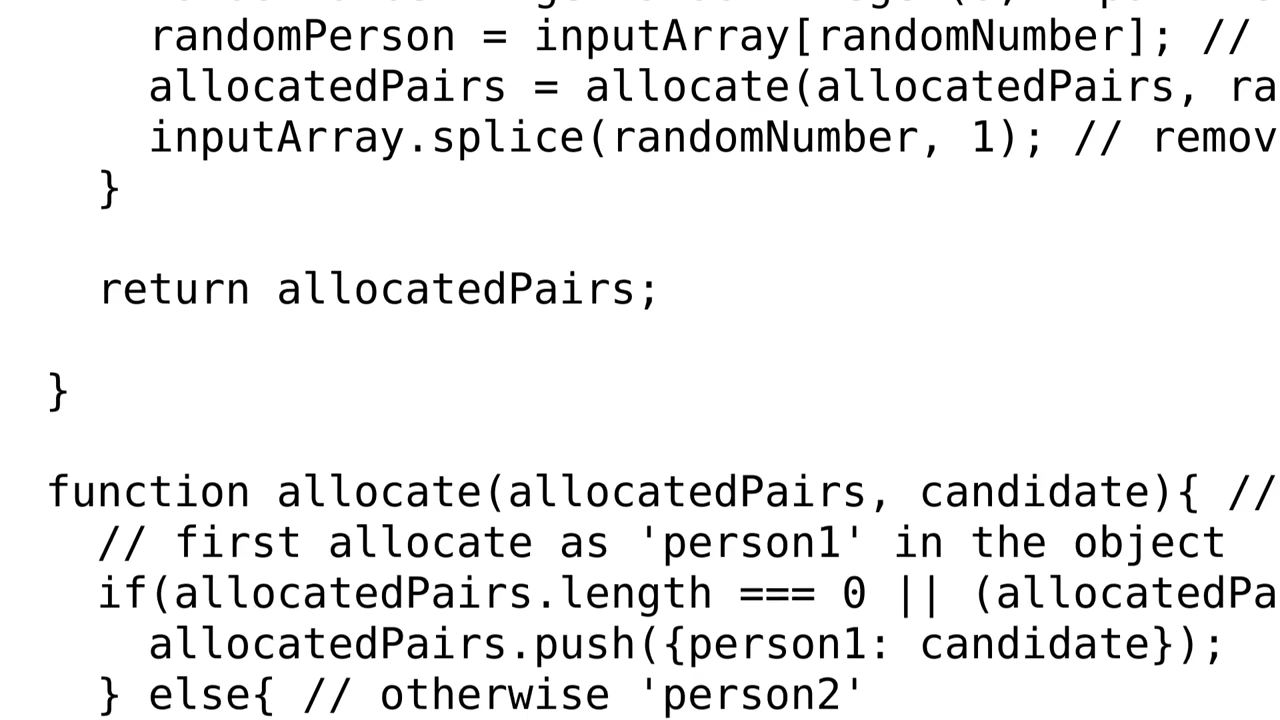 randomPerson = inputArray[randomNumber]; //
allocatedPairs = allocate(allocatedPairs, ra
inputArray.splice(randomNumber, 1); // remov
}
return allocatedPairs;
}
function allocate(allocatedPairs, candidate){ //
// first allocate as 'person1' in the object
if(allocatedPairs.length === 0 || (allocatedPa
allocatedPairs.push({person1: candidate});
} else{ // otherwise 'person2'